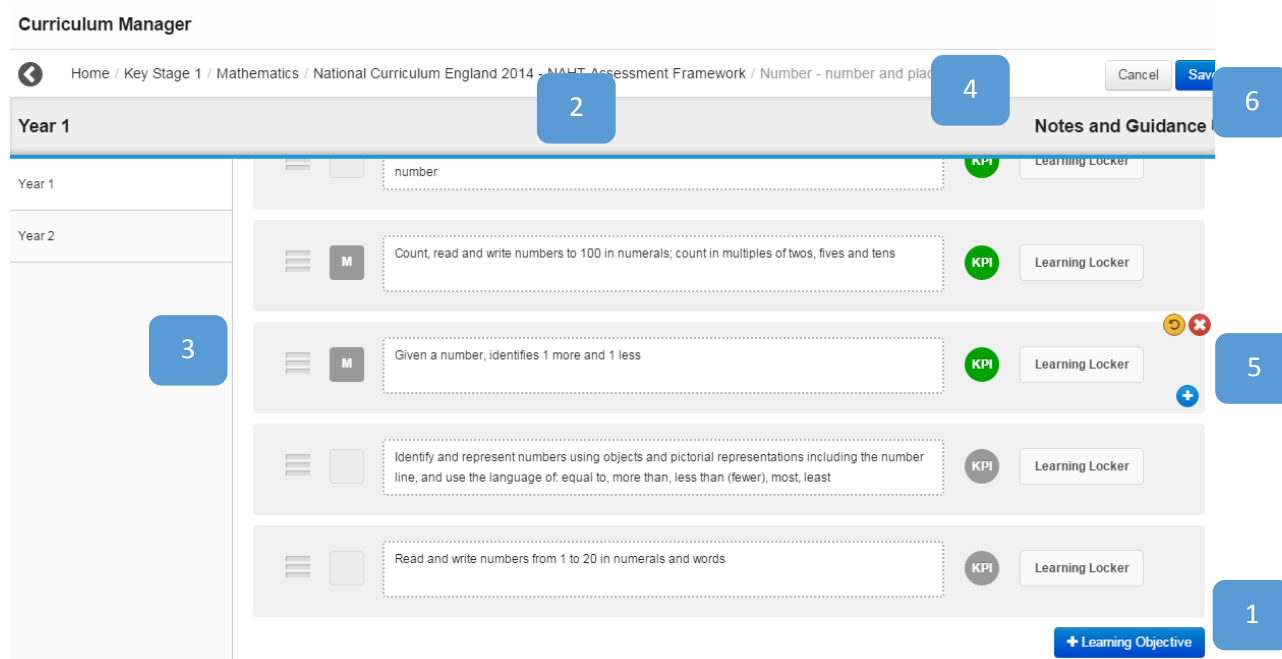 Curriculum Manager
Home / Key Stage 1 / Mathematics / National Curriculum England 2014 - NAHT Assessment Framework / Number - number and plac
4
Cancel
Save
6
2
Year 1
Notes and Guidance
number
KPI
Learning Locker
Year 1
Year 2
M
Count, read and write numbers to 100 in numerals; count in multiples of twos, fives and tens
KPI
Learning Locker
3
M
Given a number, identifies 1 more and 1 less
KPI
Learning Locker
5
Identify and represent numbers using objects and pictorial representations including the number
line, and use the language of: equal to, more than, less than (fewer), most, least
KPI
Learning Locker
Read and write numbers from 1 to 20 in numerals and words
KPI
Learning Locker
1
+ Learning Objective